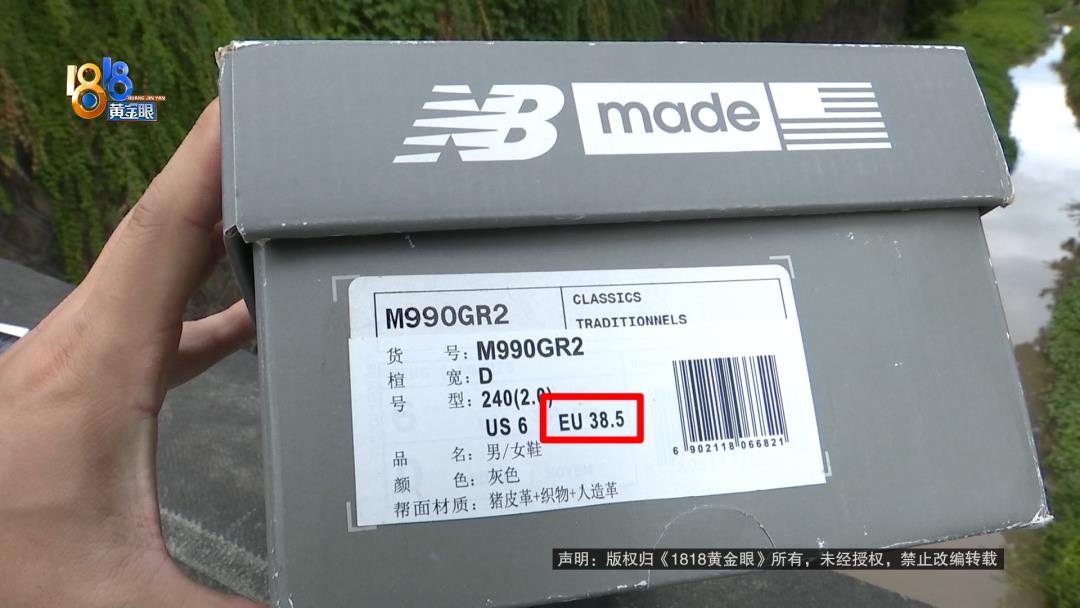 1818
HUANG JIN YAN
黄金眼
NB made
M990GR2
CLASSICS
TRADITIONNELS
货 号: M990GR2
楦 宽: D
号 型: 240(2.0)
US 6 EU 38.5
品 名: 男/女鞋
颜 色: 灰色
帮面材质: 猪皮革+织物+人造革
6 902118 066821
声明：版权归《1818黄金眼》所有，未经授权，禁止改编转载